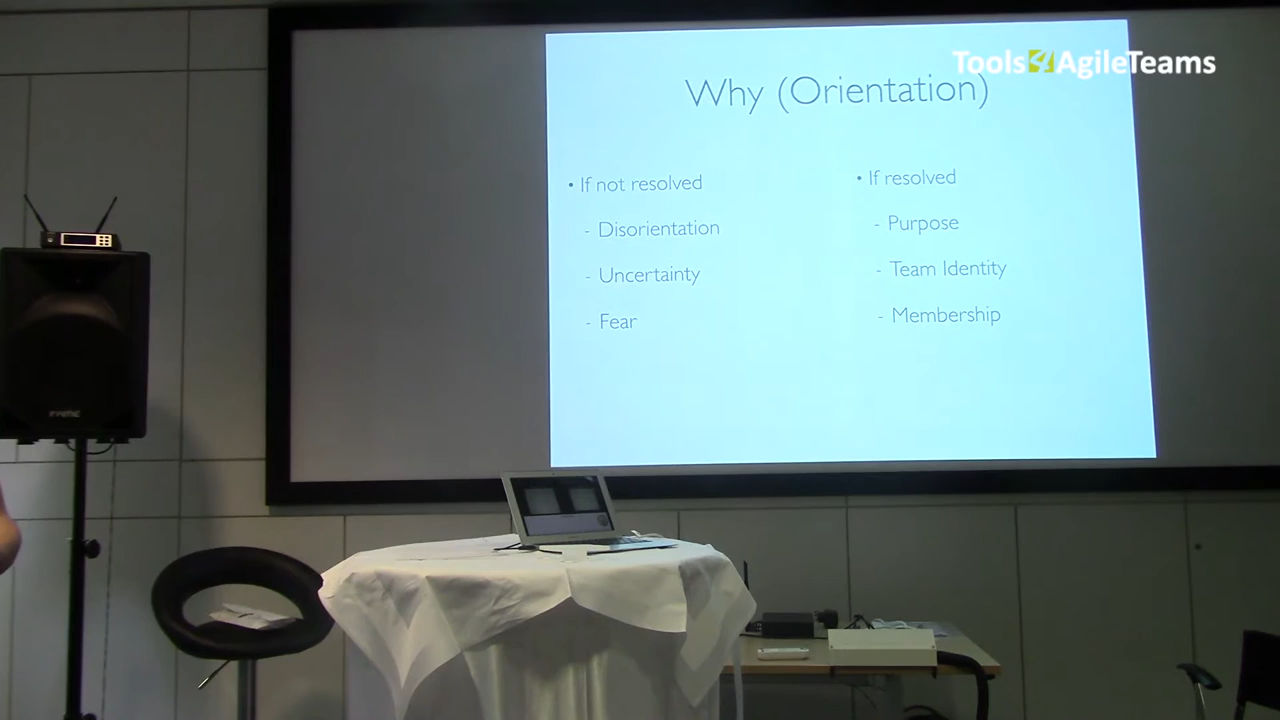 Tools4AgileTeams
Why (Orientation)
• If not resolved
- Disorientation
- Uncertainty
- Fear
• If resolved
- Purpose
- Team Identity
- Membership